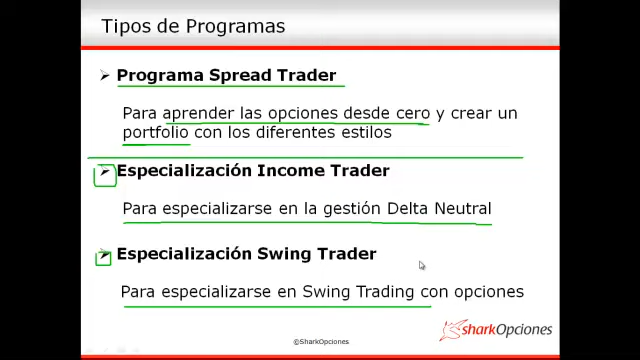 Tipos de Programas
Programa Spread Trader
Para aprender las opciones desde cero y crear un
portfolio con los diferentes estilos
Especialización Income Trader
Para especializarse en la gestión Delta Neutral
Especialización Swing Trader
Para especializarse en Swing Trading con opciones
sharkOpciones
©SharkOpciones